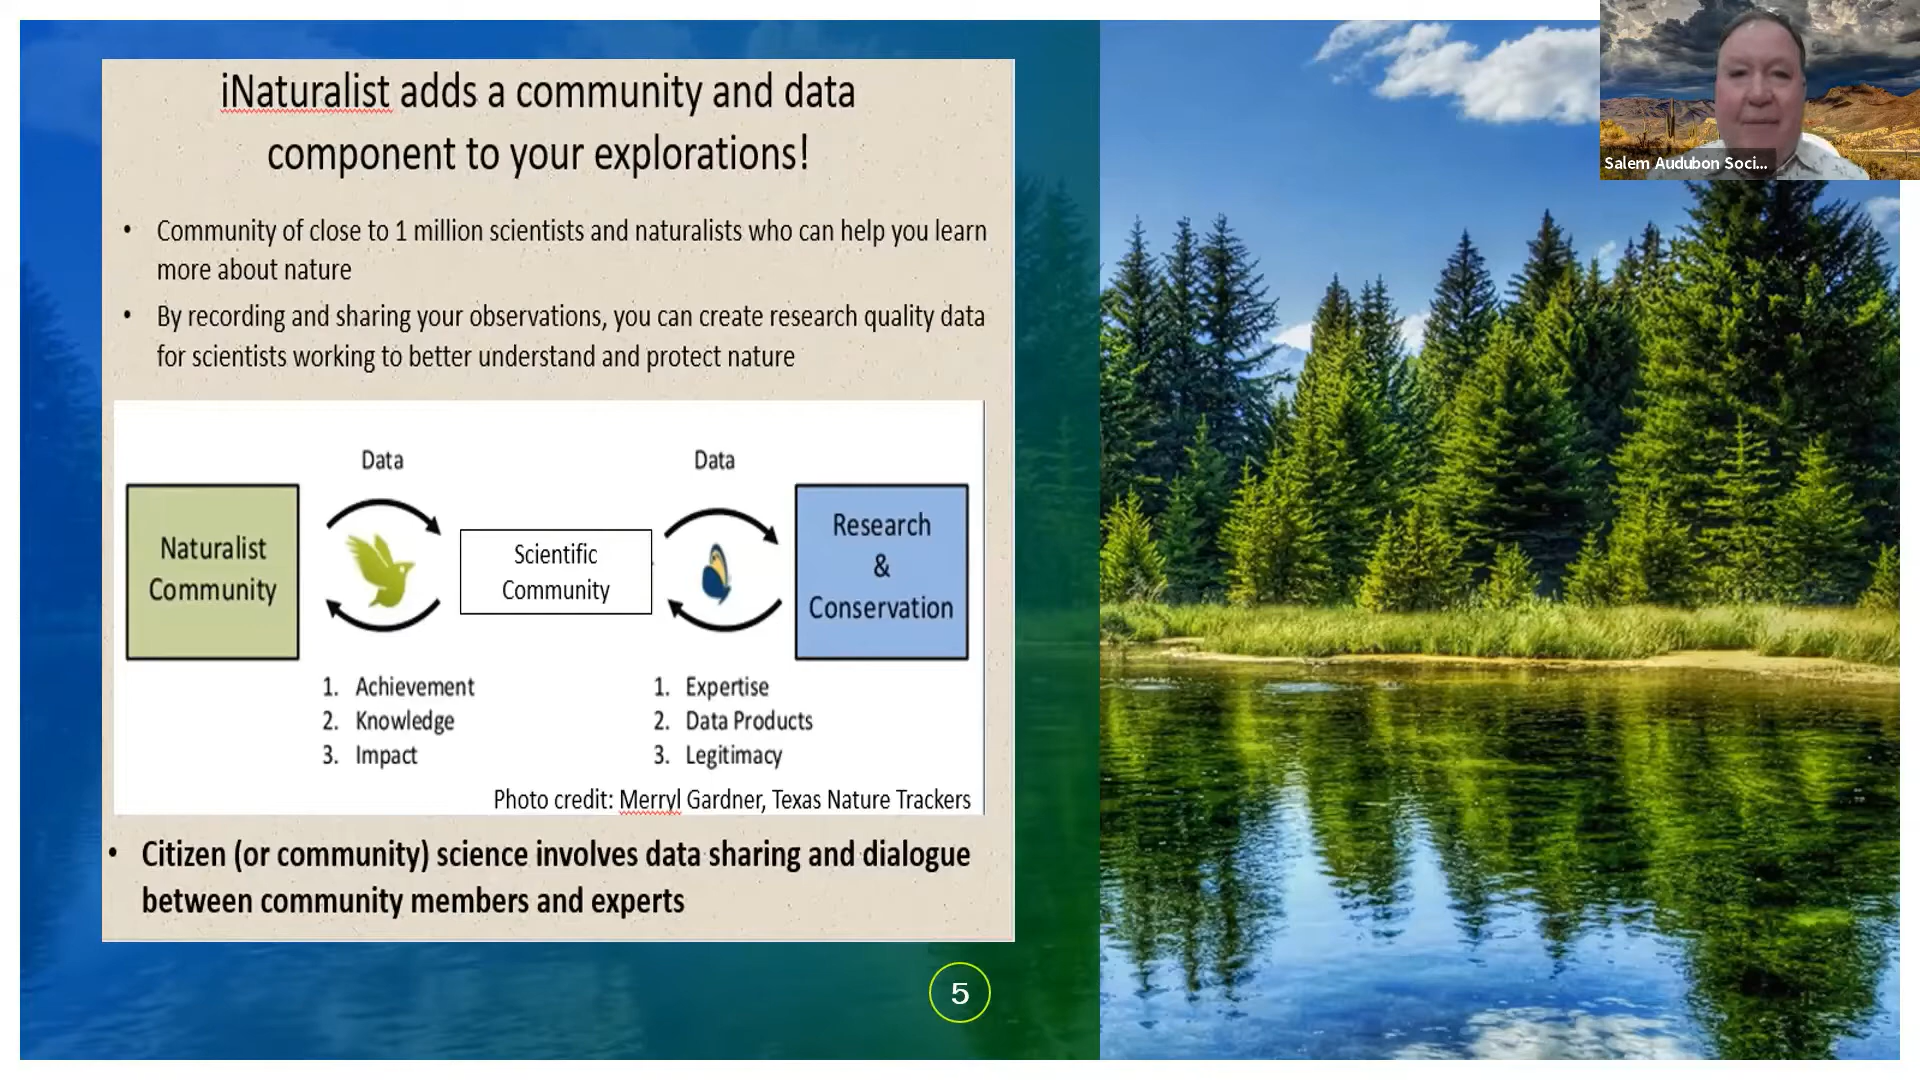 iNaturalist adds a community and data
component to your explorations!
Salem Audubon Soci...
• Community of close to 1 million scientists and naturalists who can help you learn
more about nature
• By recording and sharing your observations, you can create research quality data
for scientists working to better understand and protect nature
Data
Data
Naturalist
Community
Scientific
Community
Research
&
Conservation
1. Achievement
2. Knowledge
3. Impact
1. Expertise
2. Data Products
3. Legitimacy
Photo credit: Merryl Gardner, Texas Nature Trackers
• Citizen (or community) science involves data sharing and dialogue
between community members and experts
5